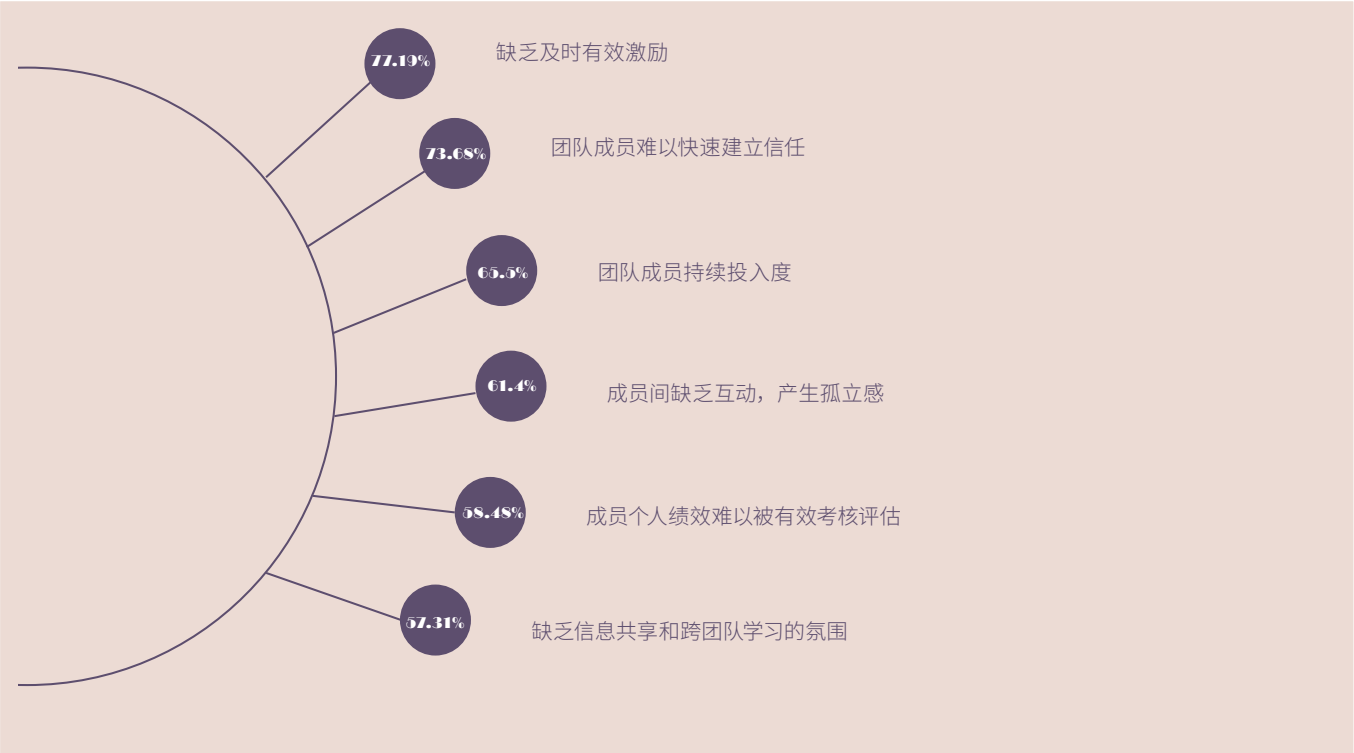 77.19%
缺乏及时有效激励
73.68%
团队成员难以快速建立信任
65.5%
团队成员持续投入度
61.4%
成员间缺乏互动，产生孤立感
58.48%
成员个人绩效难以被有效考核评估
57.31%
缺乏信息共享和跨团队学习的氛围